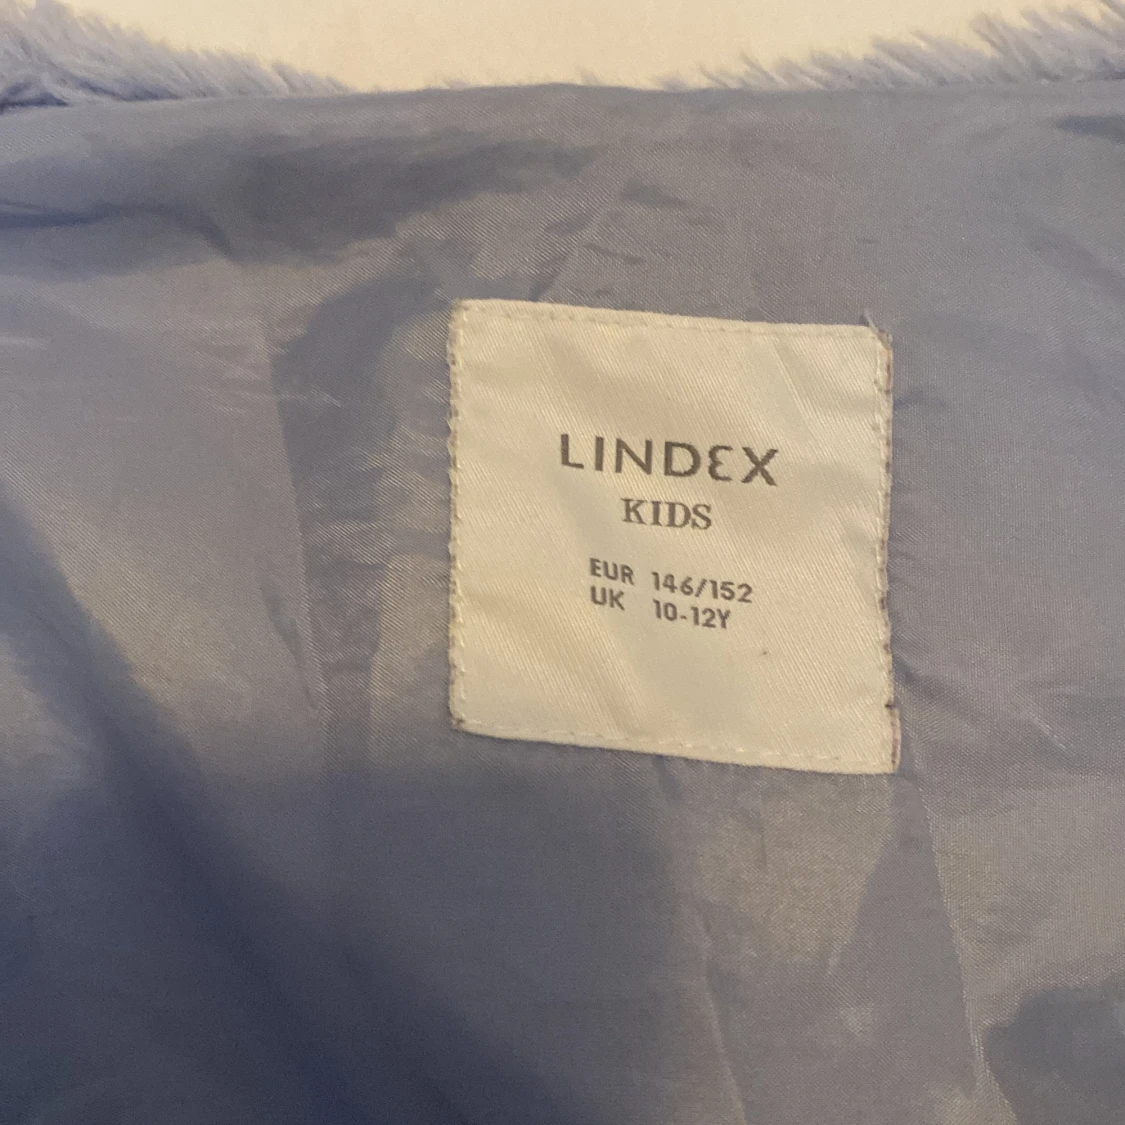 LINDEX
KIDS
EUR 146/152
UK 10-12Y